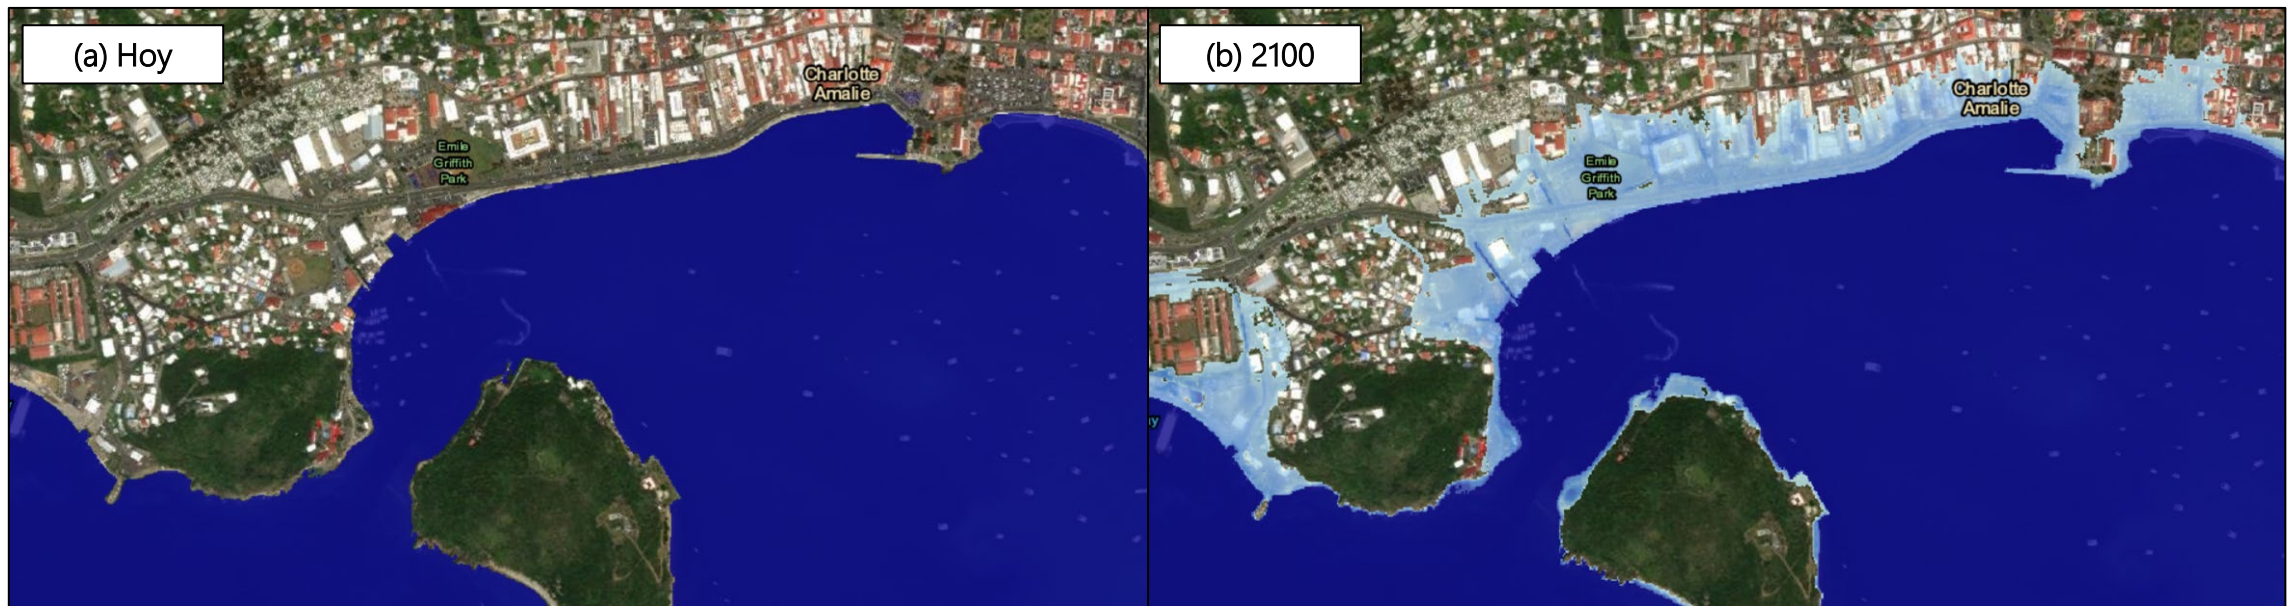 (a) Hoy
Charlotte
Amalie
Emile
Griffith
Park
(b) 2100
Charlotte
Amalie
Emile
Griffith
Park